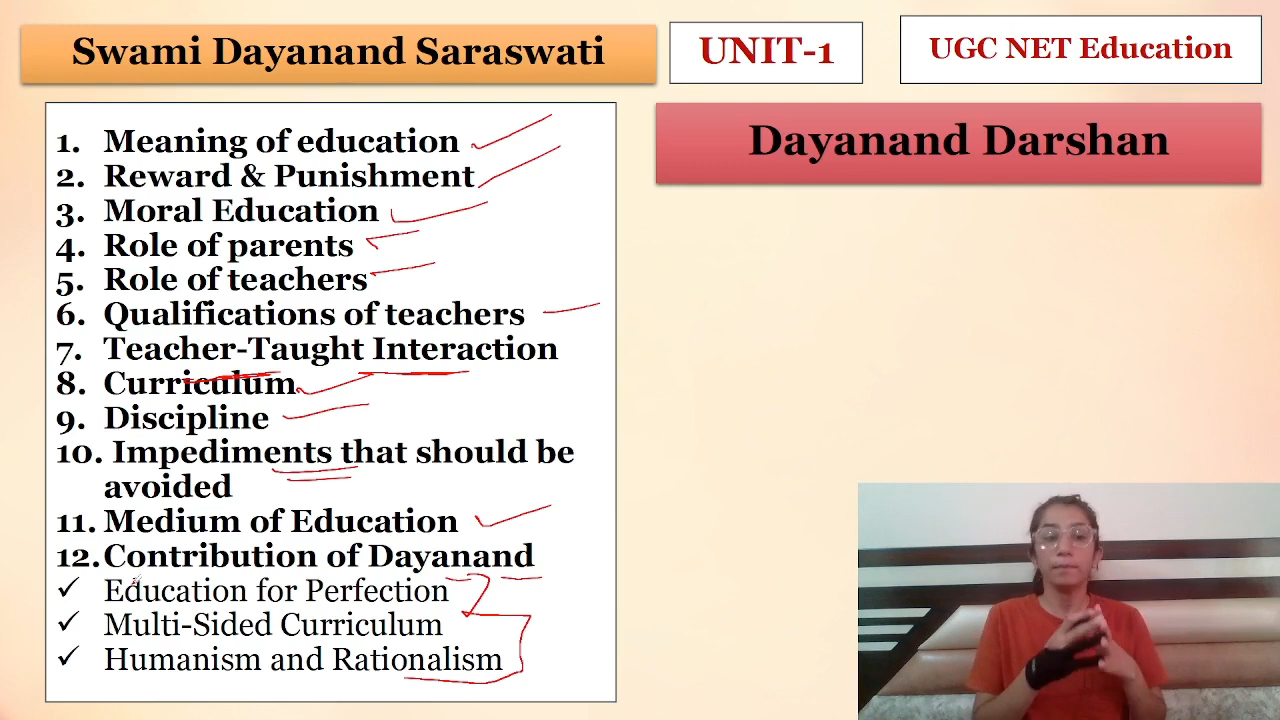 Swami Dayanand Saraswati
UNIT-1
UGC NET Education
Dayanand Darshan
1. Meaning of education
2. Reward & Punishment
3. Moral Education
4. Role of parents
5. Role of teachers
6. Qualifications of teachers
7. Teacher-Taught Interaction
8. Curriculum
9. Discipline
10. Impediments that should be
avoided
11. Medium of Education
12. Contribution of Dayanand
✓ Education for Perfection
✓ Multi-Sided Curriculum
✓ Humanism and Rationalism